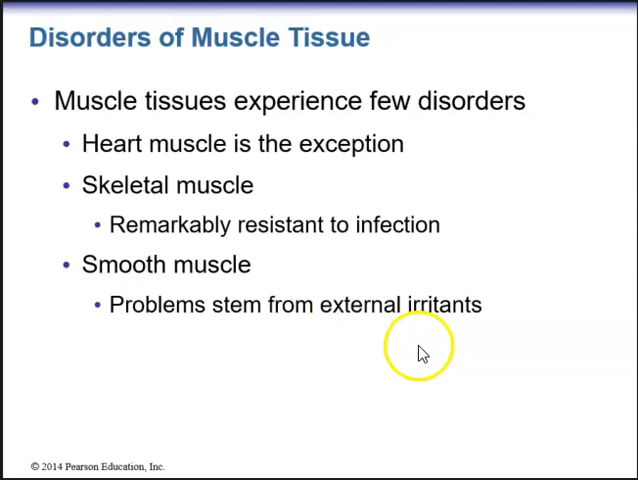 Disorders of Muscle Tissue
• Muscle tissues experience few disorders
• Heart muscle is the exception
• Skeletal muscle
• Remarkably resistant to infection
• Smooth muscle
• Problems stem from external irritants
© 2014 Pearson Education, Inc.